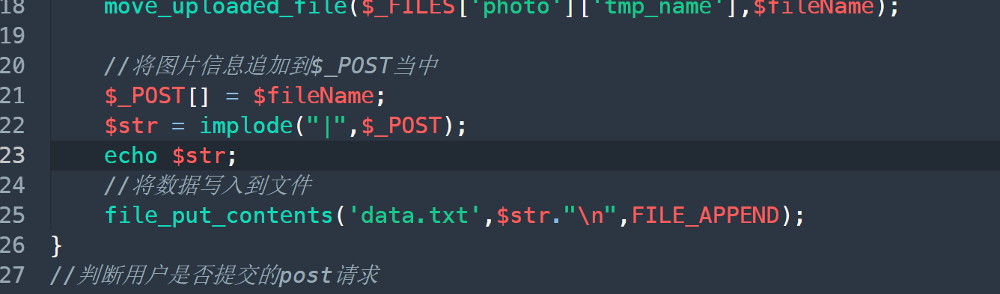 18 move_uploaded_file($_FILES['photo']['tmp_name'],$fileName);
19
20 //将图片信息追加到$_POST当中
21 $_POST[] = $fileName;
22 $str = implode("|",$_POST);
23 echo $str;
24 //将数据写入到文件
25 file_put_contents('data.txt',$str."\n",FILE_APPEND);
26 }
27 //判断用户是否提交的post请求